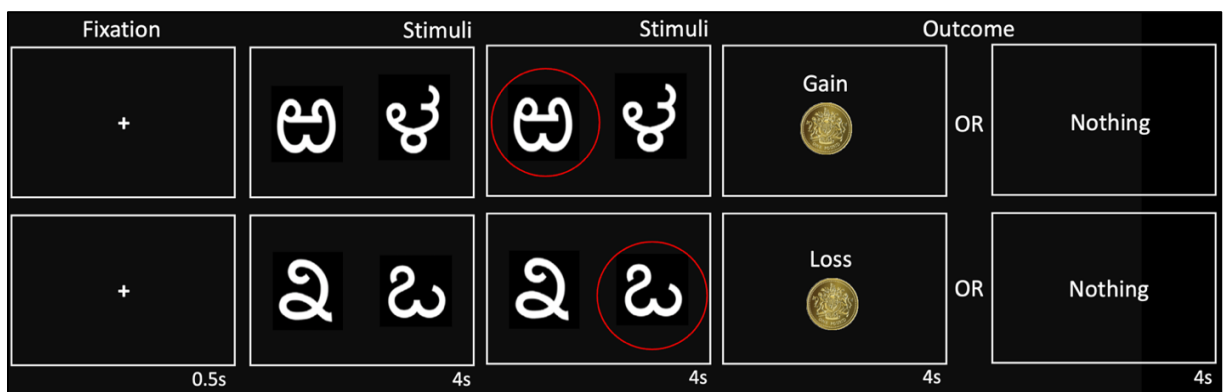 Fixation Stimuli Stimuli Outcome
+ ಱ ಳ ಱ ಳ Gain OR Nothing
+ ಒ ಒ Loss OR Nothing
0.5s 4s 4s 4s 4s